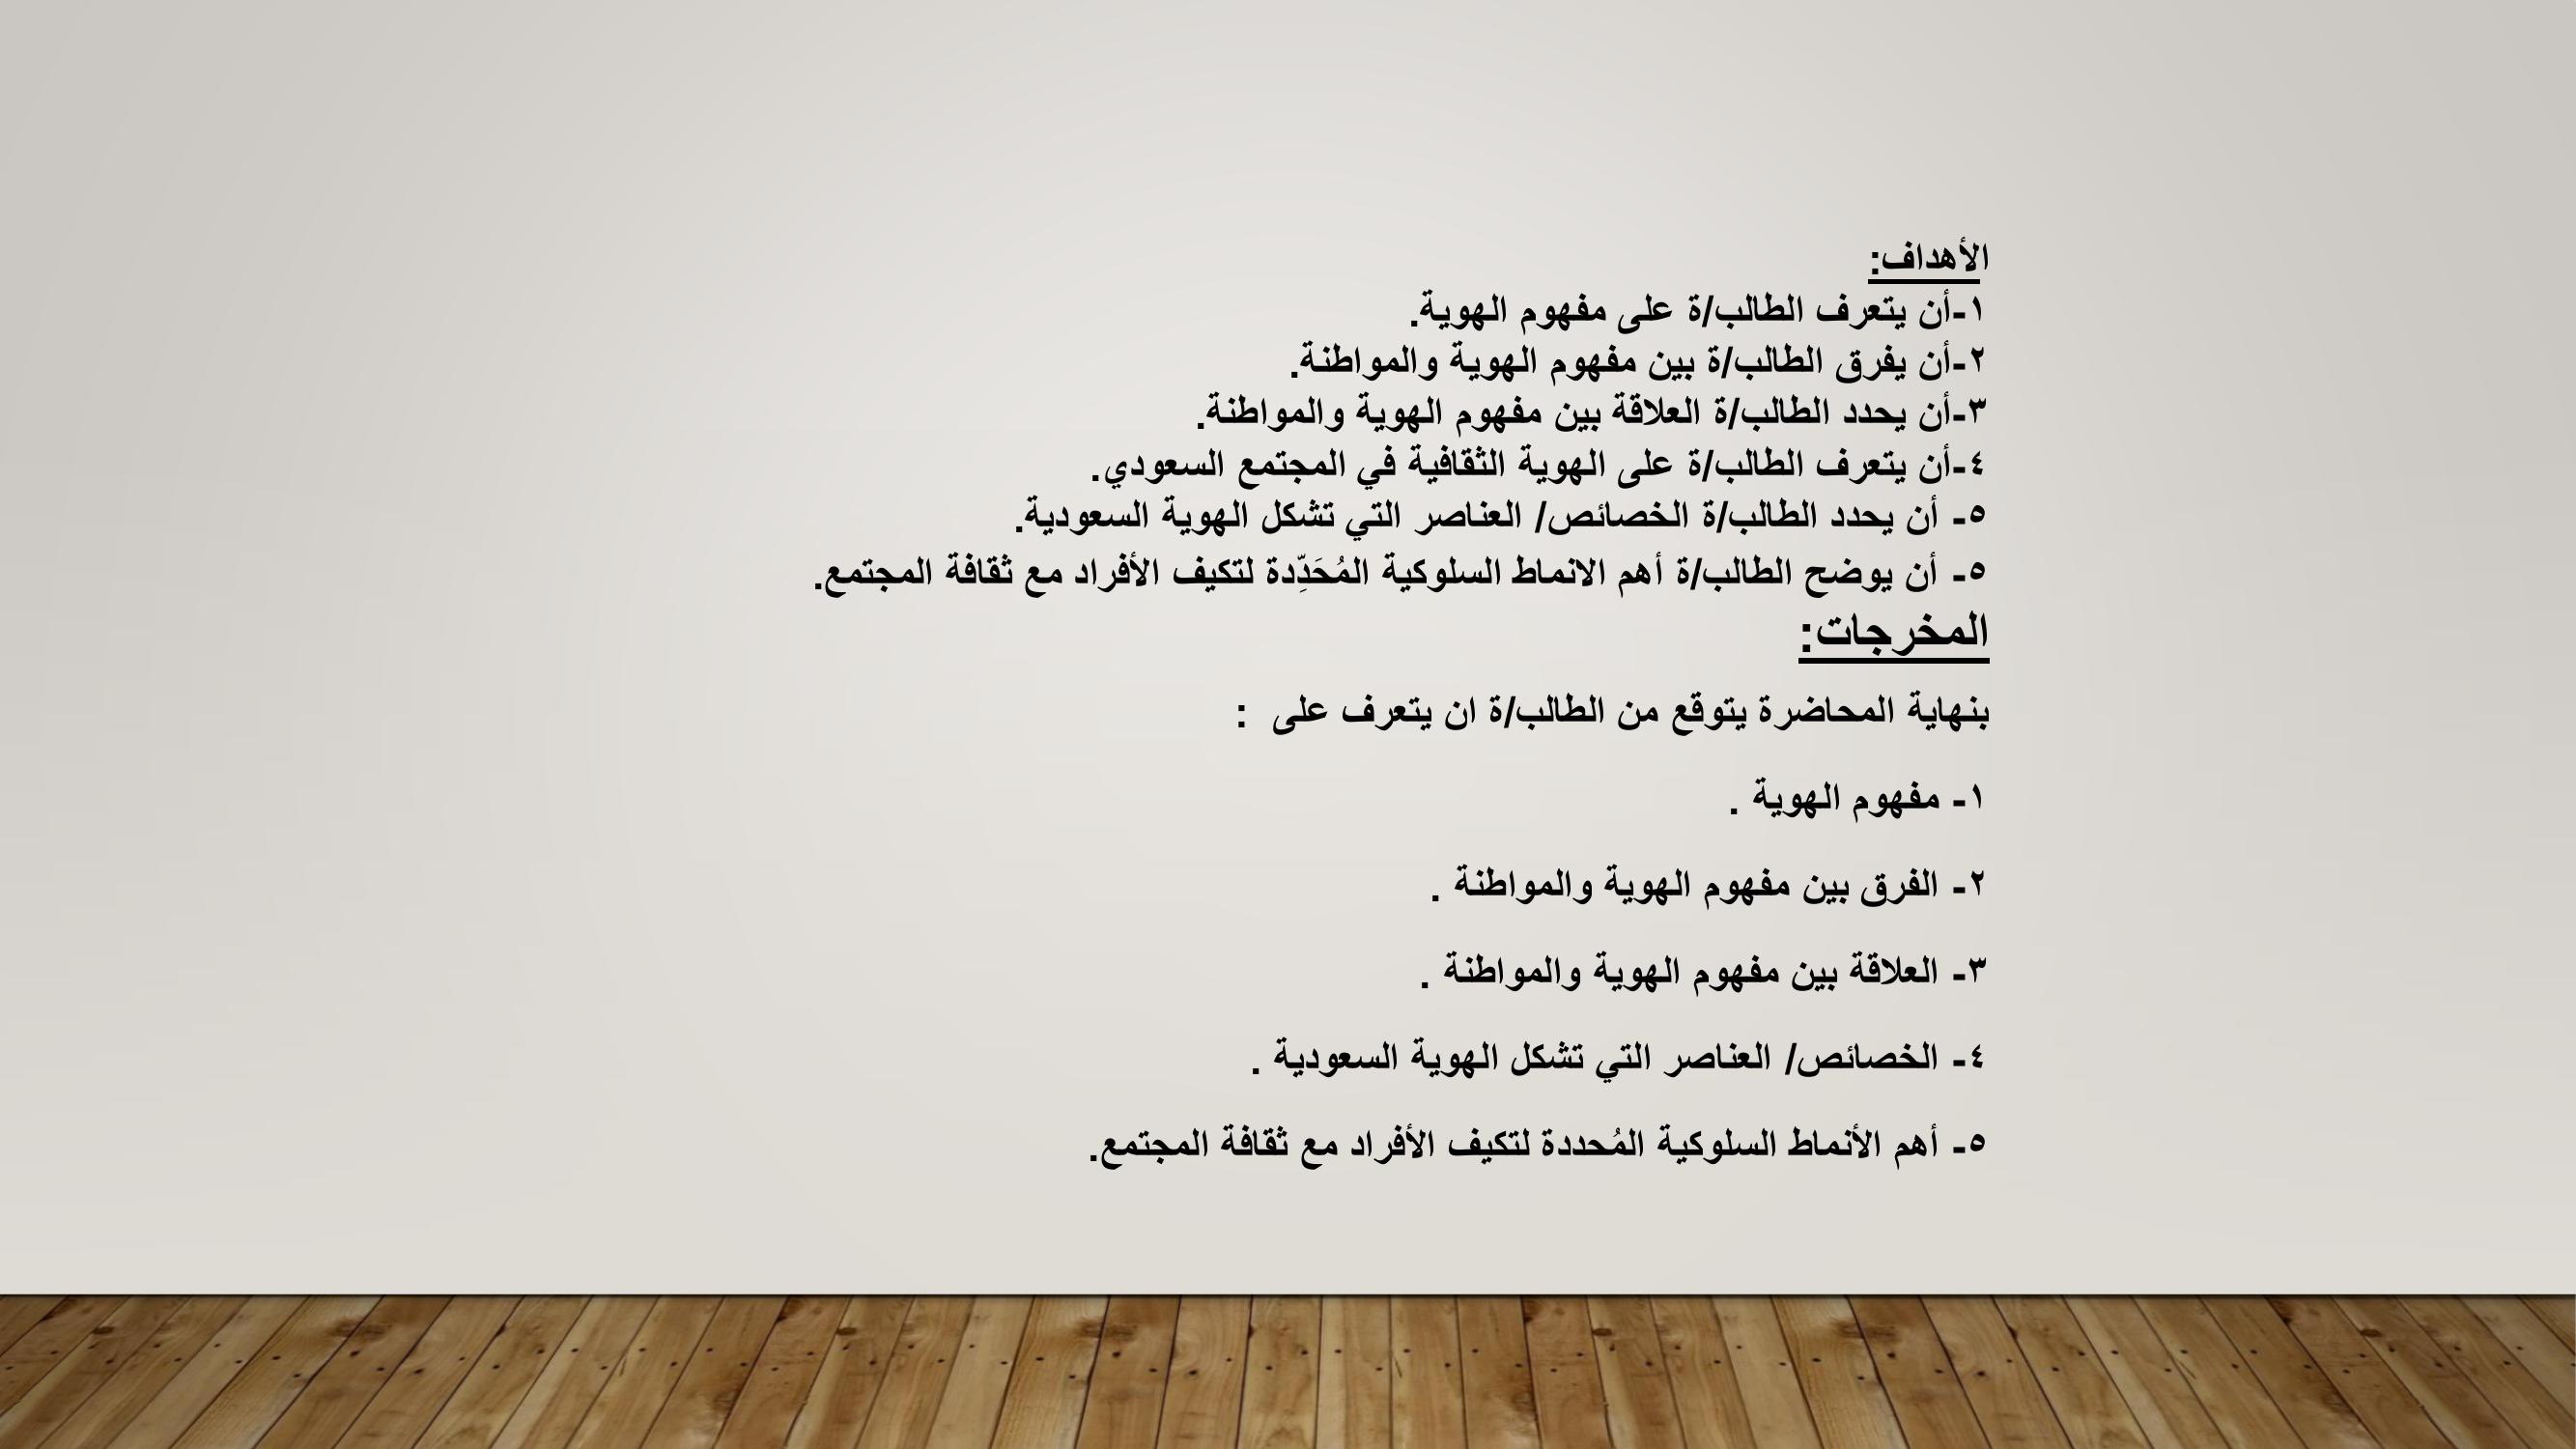 الأهداف:
١-أن يتعرف الطالب/ة على مفهوم الهوية.
٢-أن يفرق الطالب/ة بين مفهوم الهوية والمواطنة.
٣-أن يحدد الطالب/ة العلاقة بين مفهوم الهوية والمواطنة.
٤-أن يتعرف الطالب/ة على الهوية الثقافية في المجتمع السعودي.
٥- أن يحدد الطالب/ة الخصائص/ العناصر التي تشكل الهوية السعودية.
٥- أن يوضح الطالب/ة أهم الانماط السلوكية المُحَدِّدة لتكيف الأفراد مع ثقافة المجتمع.
المخرجات:
بنهاية المحاضرة يتوقع من الطالب/ة ان يتعرف على :
١- مفهوم الهوية .
٢- الفرق بين مفهوم الهوية والمواطنة .
٣- العلاقة بين مفهوم الهوية والمواطنة .
٤- الخصائص/ العناصر التي تشكل الهوية السعودية .
٥- أهم الأنماط السلوكية المُحددة لتكيف الأفراد مع ثقافة المجتمع.